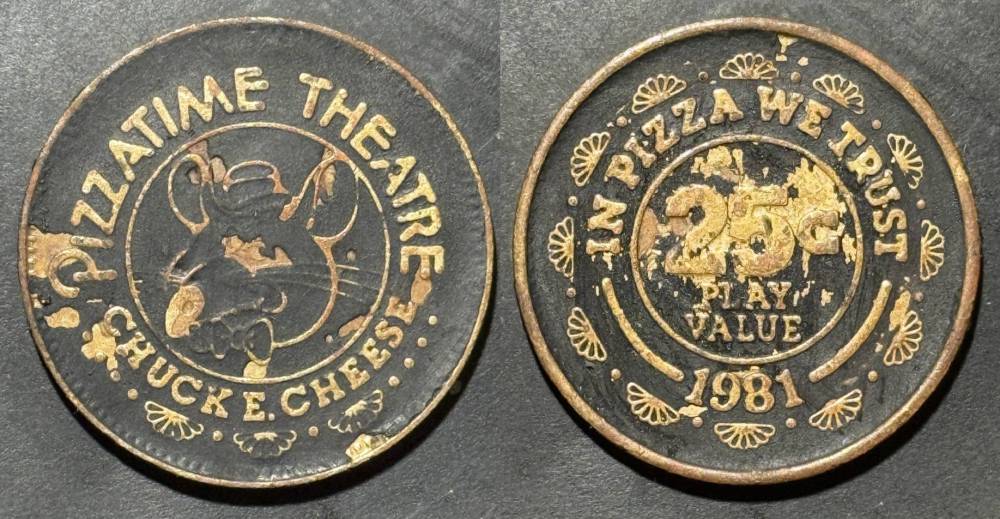 PIZZATIME THEATRE
CHUCK E. CHEESE
IN PIZZA WE TRUST
25¢
PLAY
VALUE
1981